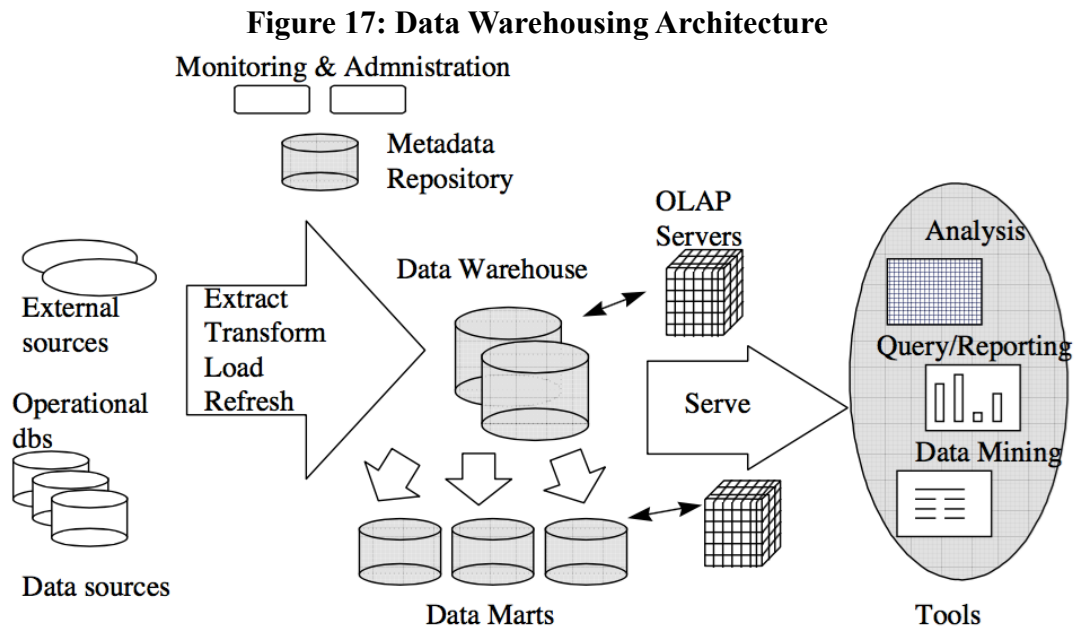 Figure 17: Data Warehousing Architecture
Monitoring & Admnistration
Metadata
Repository
OLAP
Servers
Analysis
Data Warehouse
External
sources
Extract
Transform
Load
Refresh
Query/Reporting
Serve
Operational
dbs
Data Mining
Data sources
Data Marts
Tools